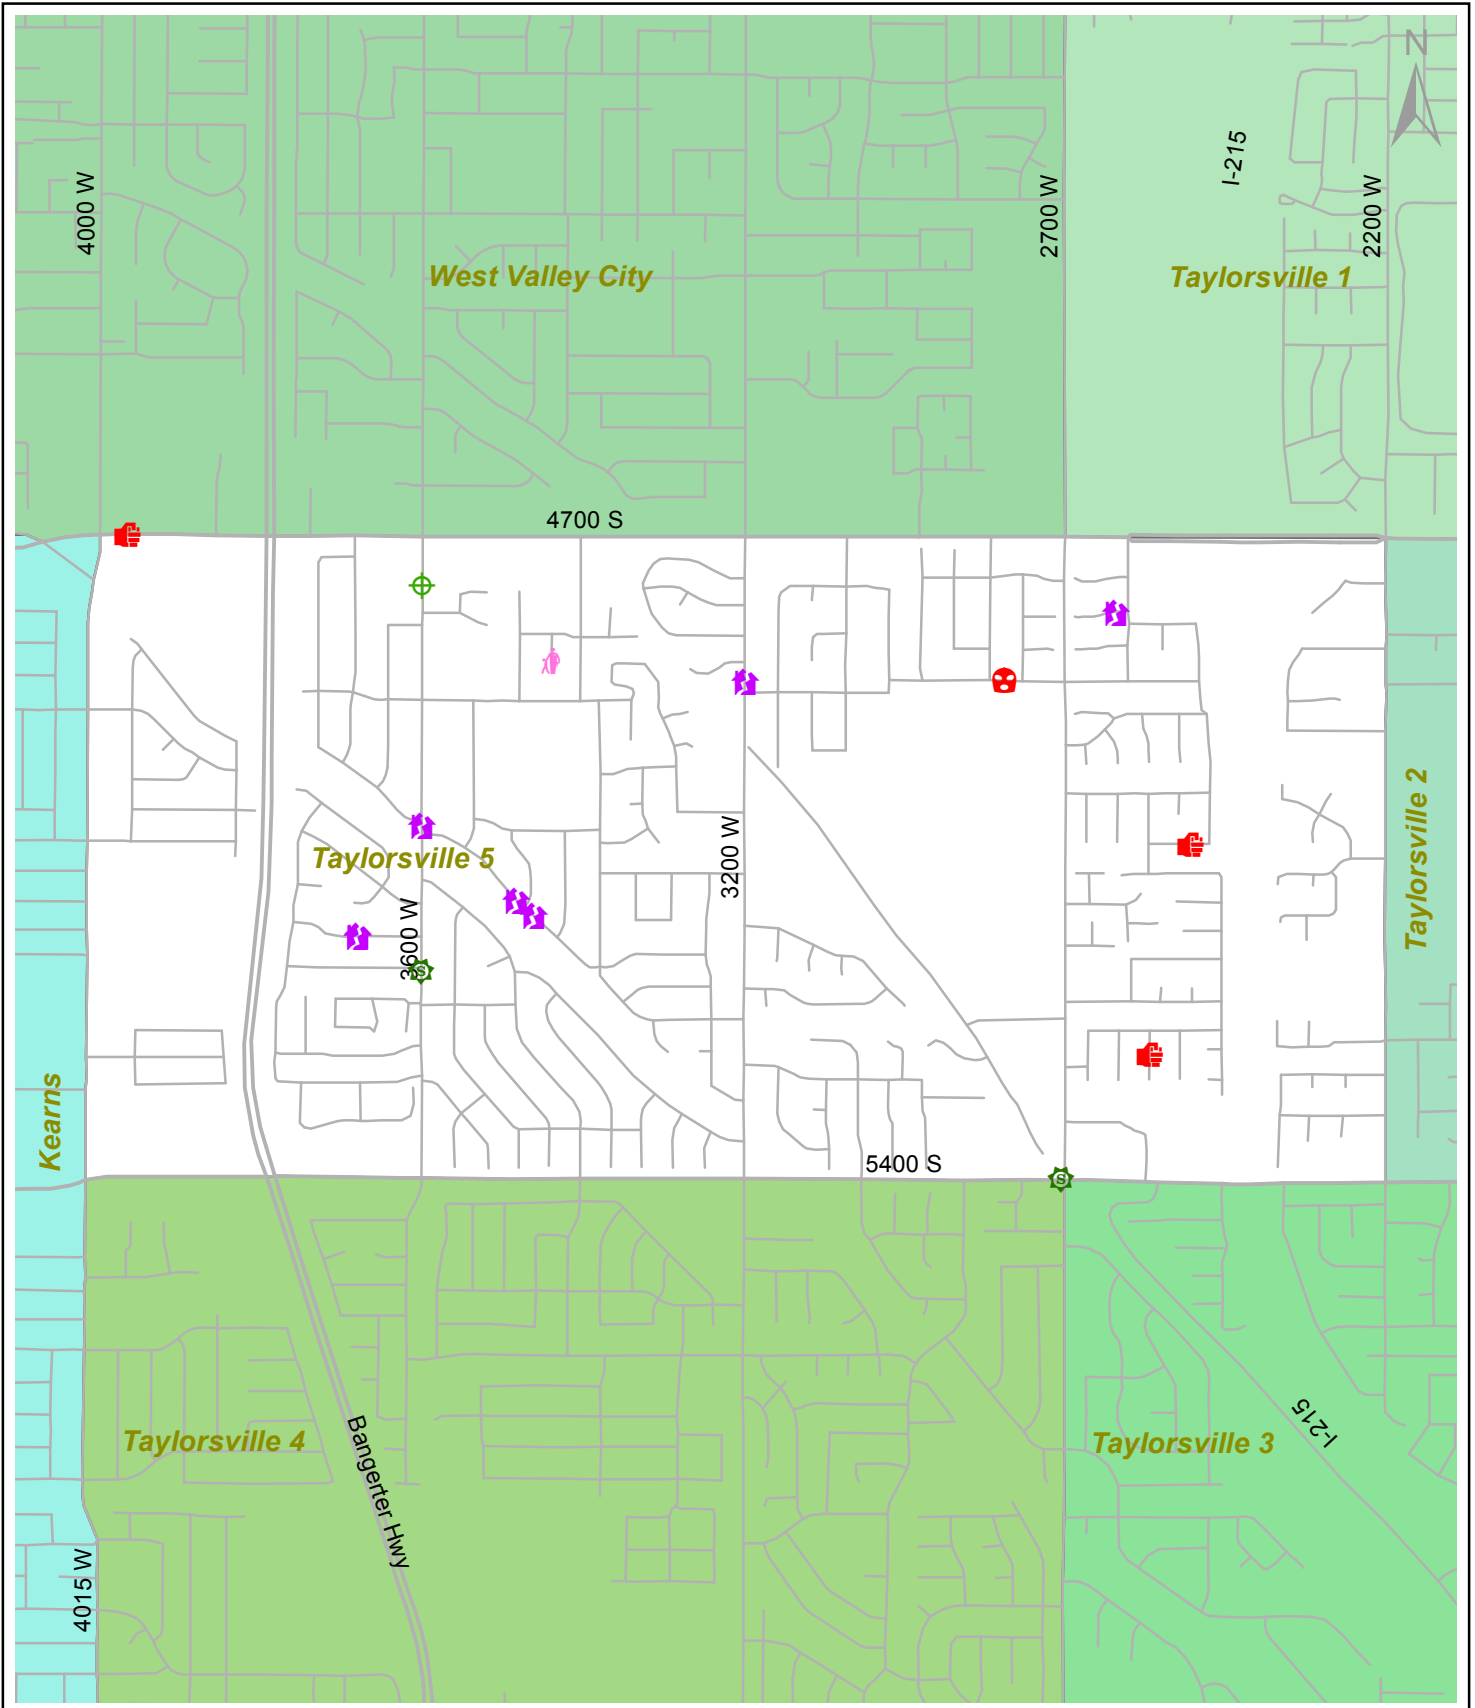 N
I-215
4000 W
2700 W
2200 W
West Valley City
Taylorsville 1
4700 S
Taylorsville 2
3200 W
Taylorsville 5
3600 W
S
Kearns
5400 S
S
Taylorsville 4
Bangerter Hwy
Taylorsville 3
I-215
4015 W